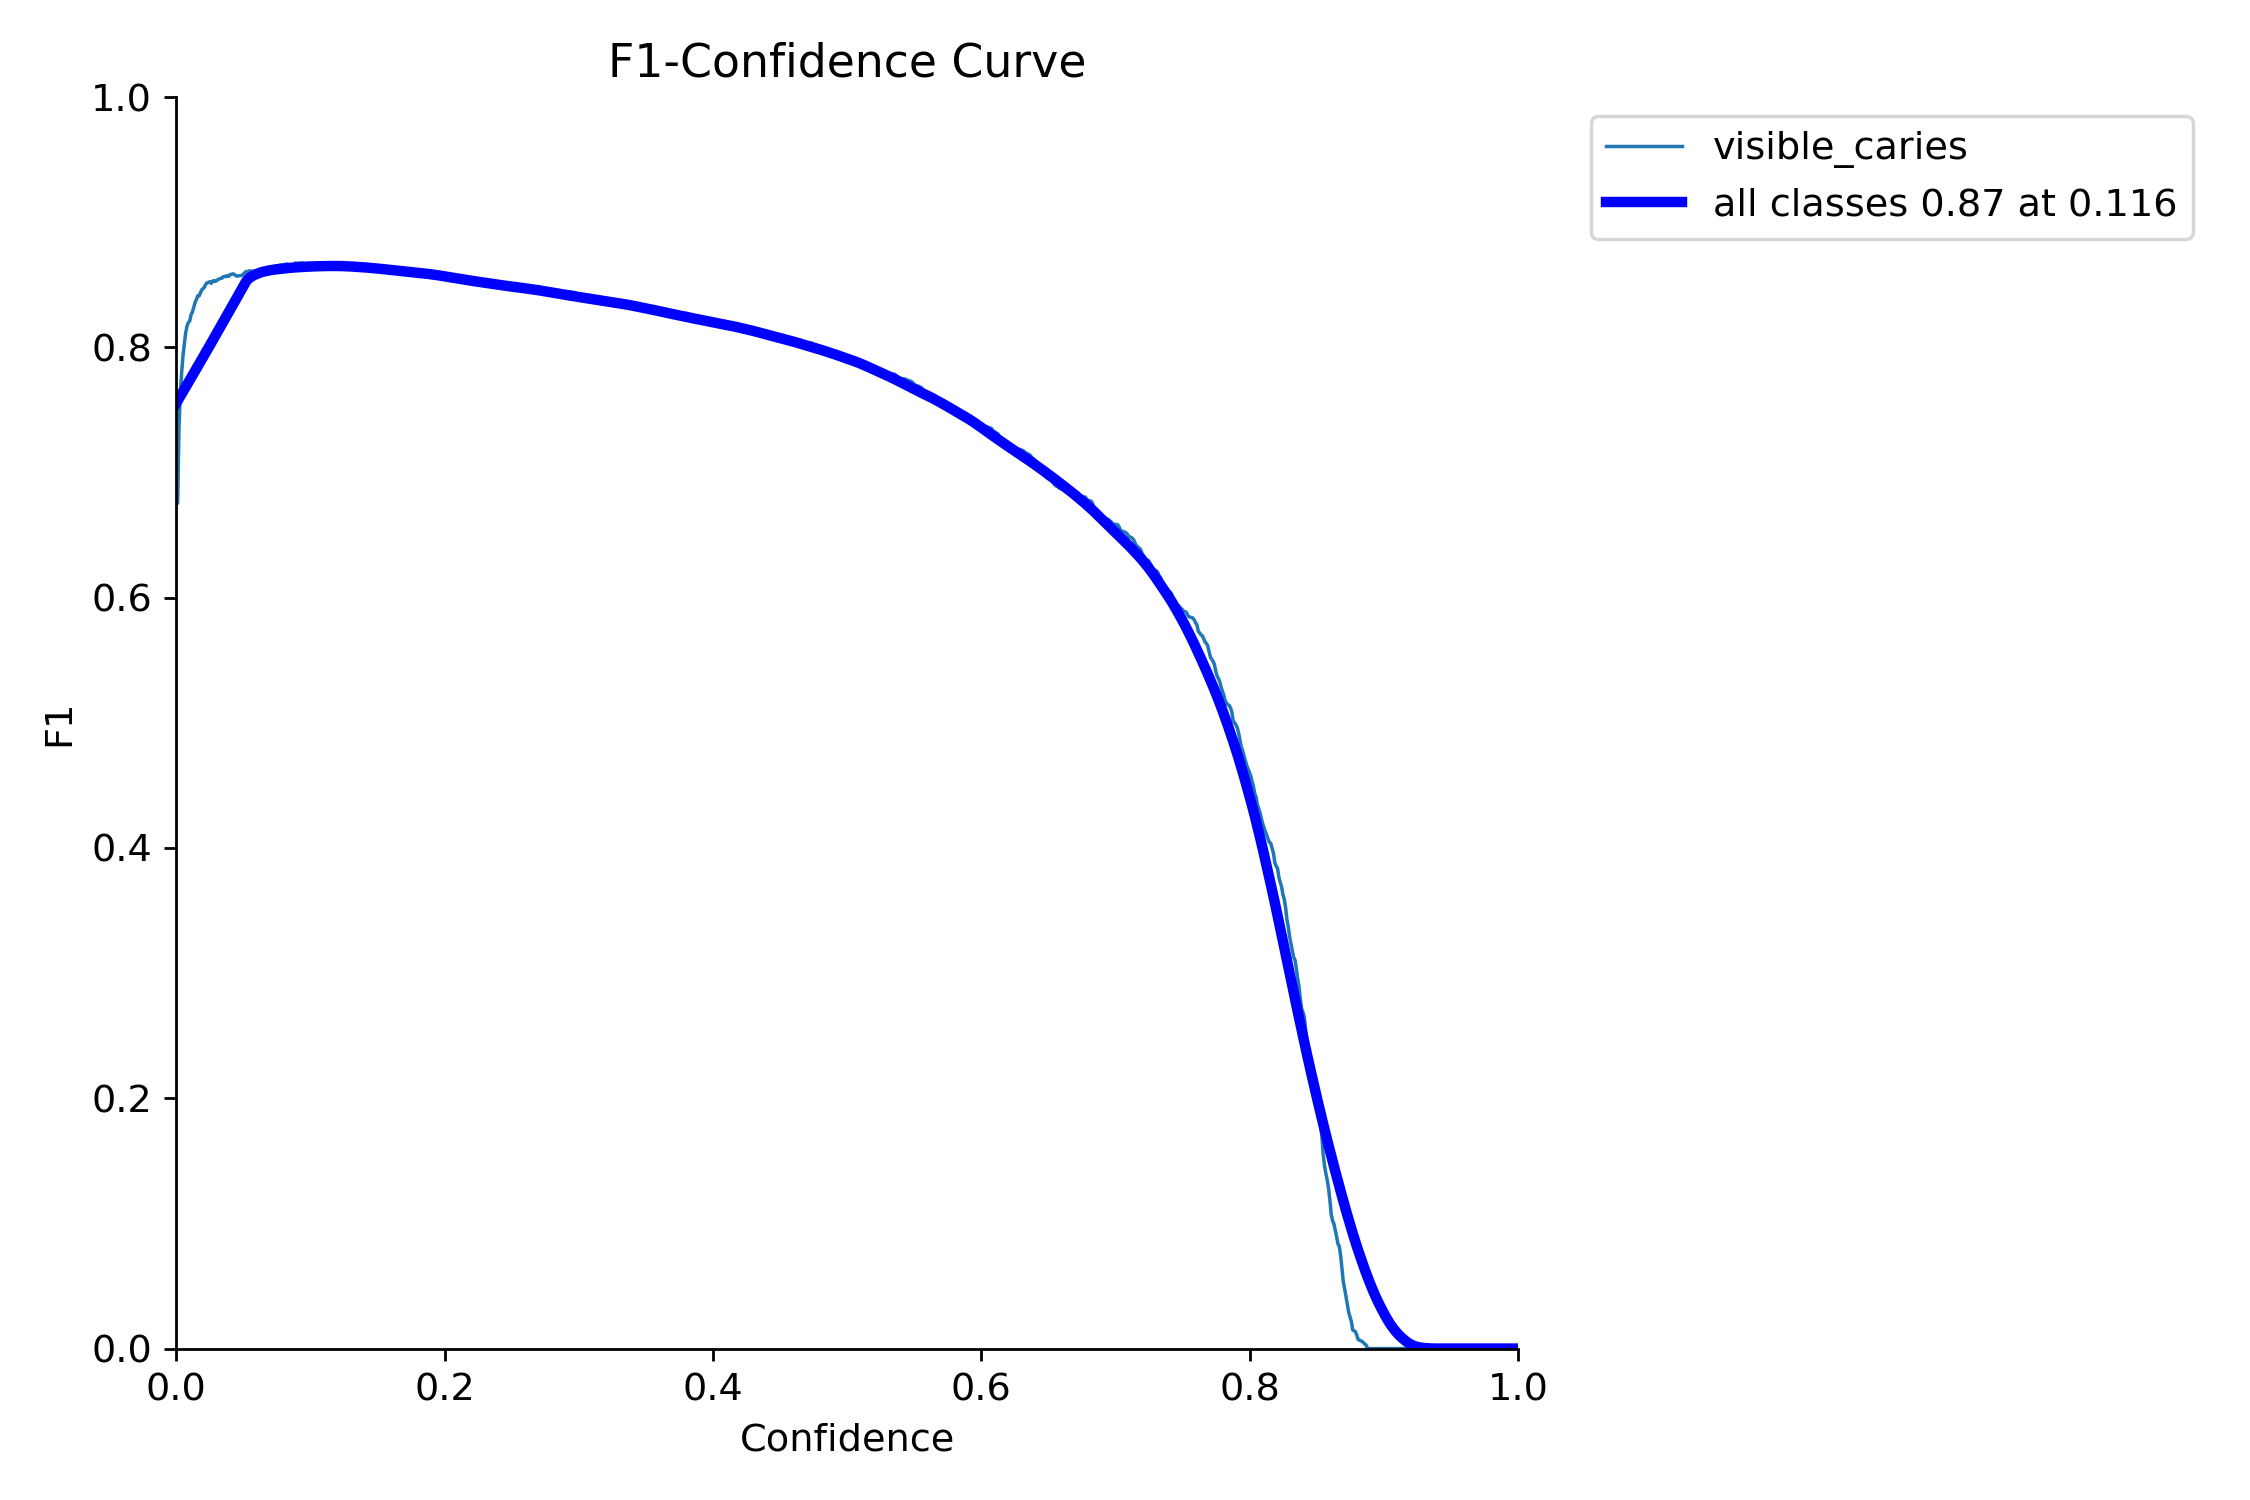 F1-Confidence Curve
visible_caries
all classes 0.87 at 0.116
1.0
0.8
0.6
0.4
0.2
0.0
F1
0.0 0.2 0.4 0.6 0.8 1.0
Confidence